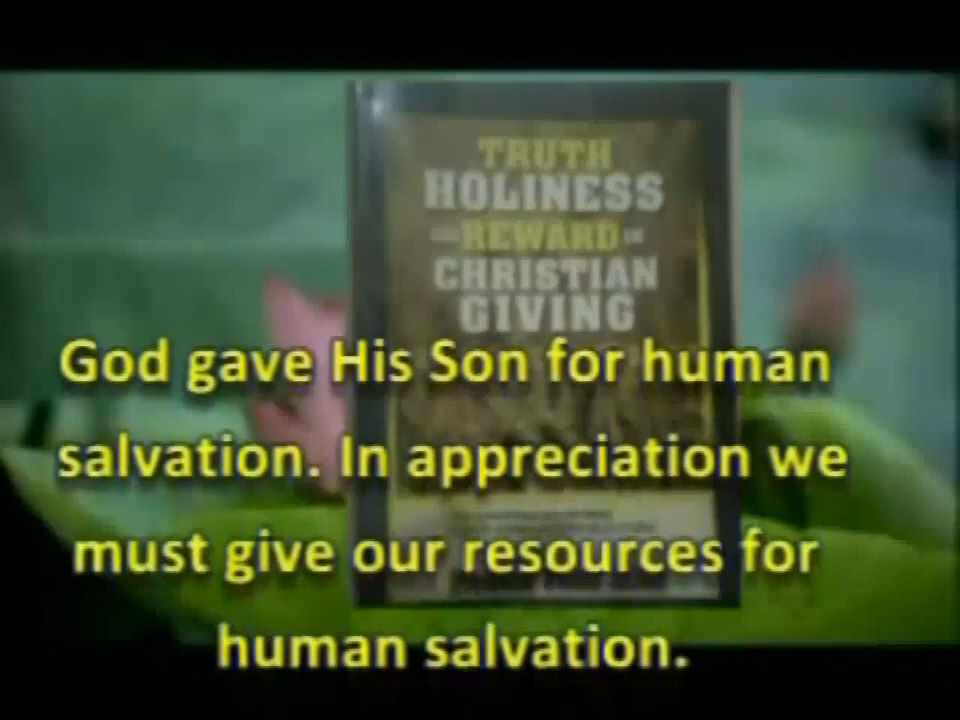 TRUTH
HOLINESS
REWARD
CHRISTIAN
GIVING
God gave His Son for human
salvation. In appreciation we
must give our resources for
human salvation.